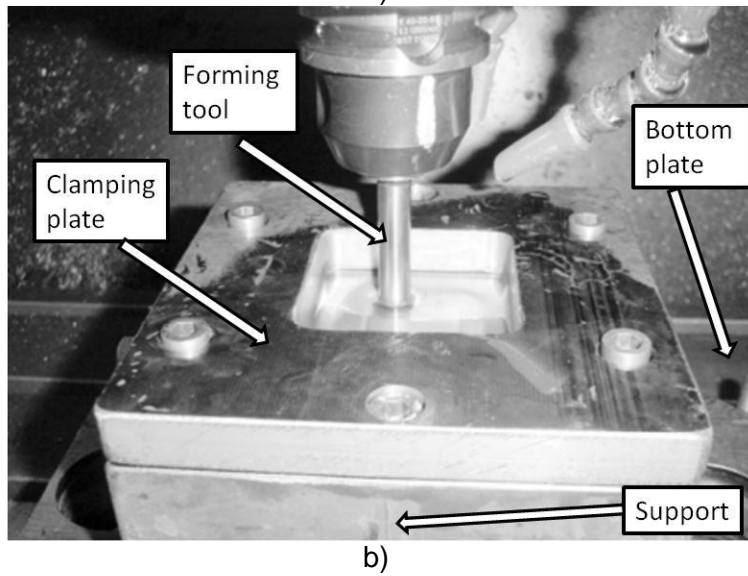 Forming
tool
Bottom
plate
Clamping
plate
Support
b)